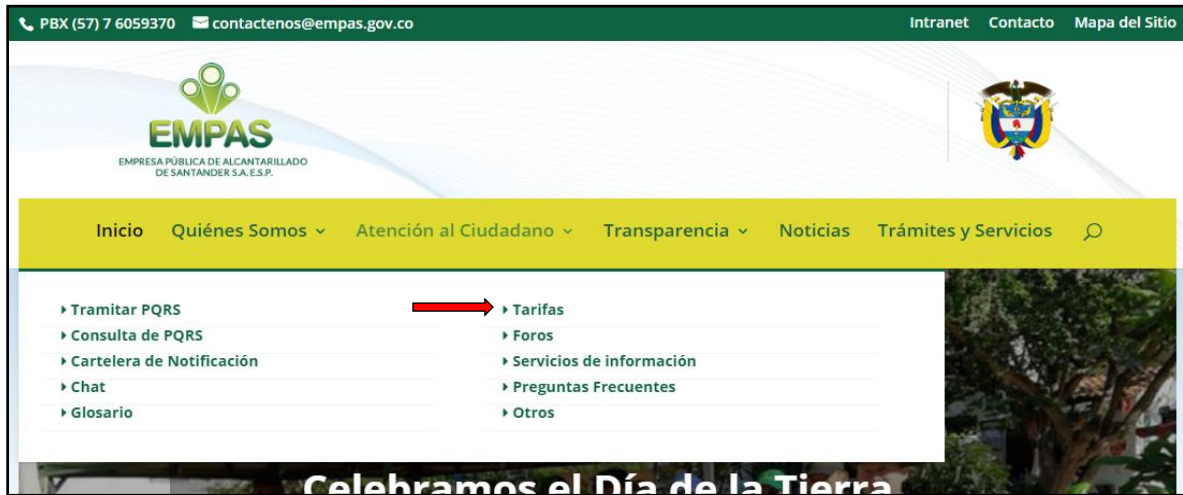 PBX (57) 7 6059370 contactenos@empas.gov.co Intranet Contacto Mapa del Sitio
EMPAS
EMPRESA PÚBLICA DE ALCANTARILLADO
DE SANTANDER S.A. E.S.P.
Inicio Quiénes Somos Atención al Ciudadano Transparencia Noticias Trámites y Servicios
Tramitar PQRS
Consulta de PQRS
Cartelera de Notificación
Chat
Glosario
Tarifas
Foros
Servicios de información
Preguntas Frecuentes
Otros
Celebramos el Día de la Tierra